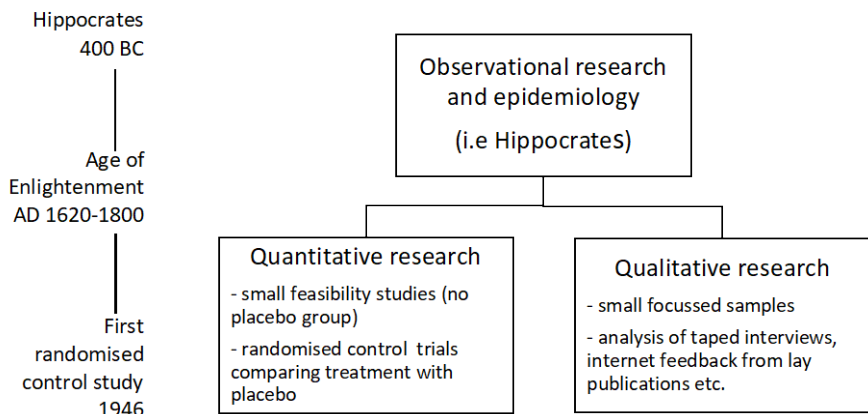 Hippocrates
400 BC
Age of
Enlightenment
AD 1620-1800
First
randomised
control study
1946
Observational research
and epidemiology
(i.e Hippocrates)
Quantitative research
- small feasibility studies (no
placebo group)
- randomised control trials
comparing treatment with
placebo
Qualitative research
- small focussed samples
- analysis of taped interviews,
internet feedback from lay
publications etc.